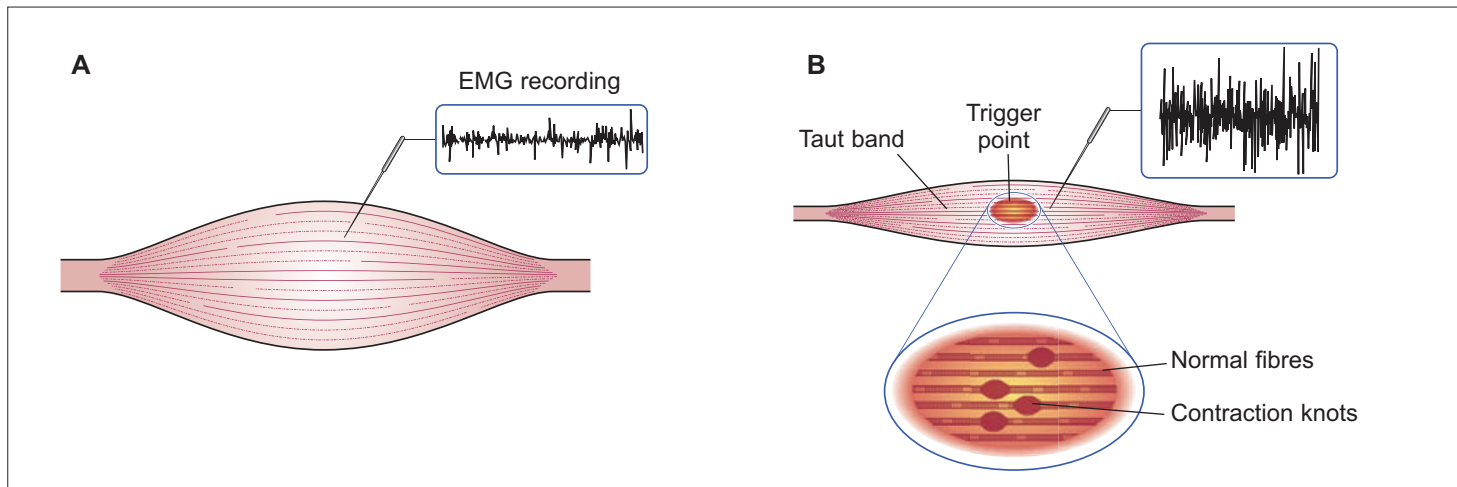 A
EMG recording
B
Trigger
point
Taut band
Normal fibres
Contraction knots